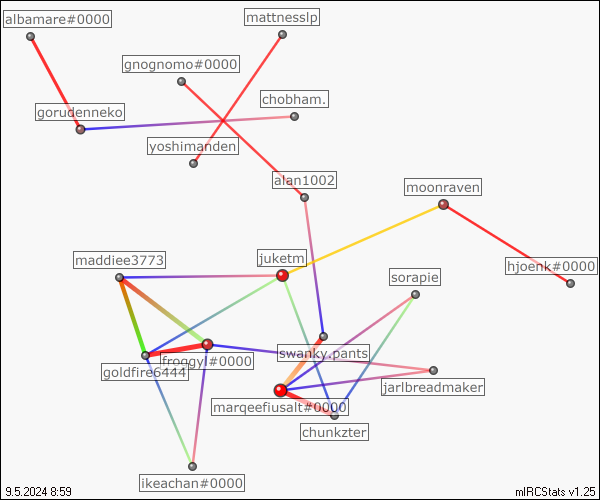 albamare#0000
mattnesslp
gnognomo#0000
chobham.
gorudenneko
yoshimanden
alan1002
moonraven
maddiee3773
juketm
hjoenk#0000
sorapie
swanky.pants
froggyl#0000
goldfire6444
jarlbreadmaker
margeefiusalt#0000
chunkzter
ikeachan#0000
9.5.2024 8:59
mIRCStats v1.25